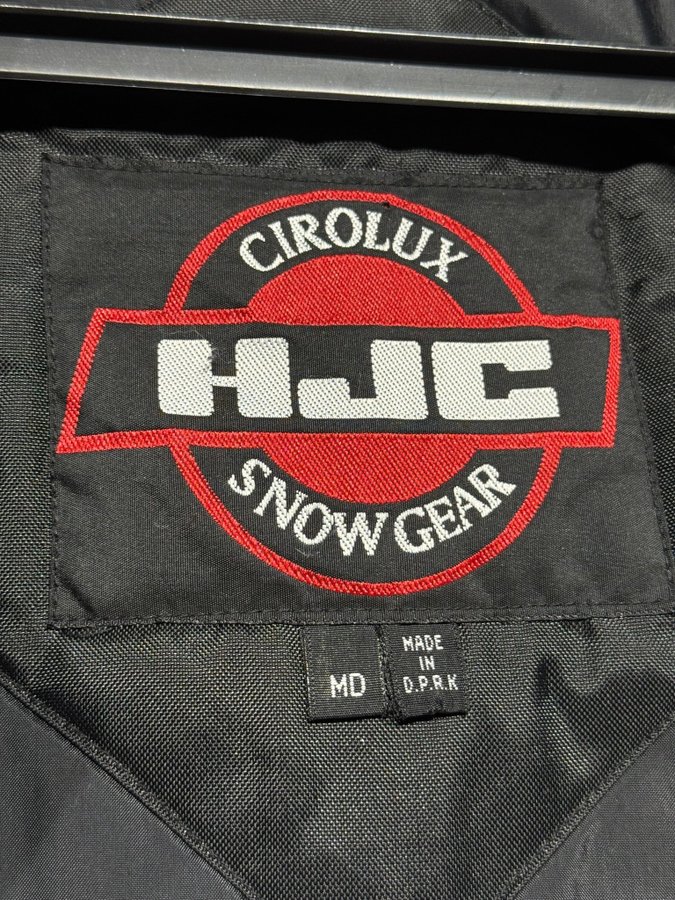 CIROLUX
HJC
SNOW GEAR
MD
MADE
IN
D.P.R.K